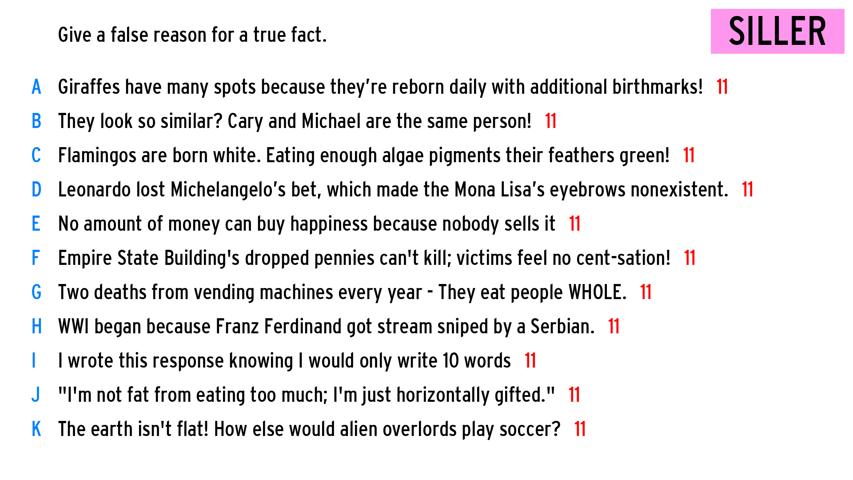 Give a false reason for a true fact.
SILLER
A Giraffes have many spots because they're reborn daily with additional birthmarks! 11
B They look so similar? Cary and Michael are the same person! 11
C Flamingos are born white. Eating enough algae pigments their feathers green! 11
D Leonardo lost Michelangelo's bet, which made the Mona Lisa's eyebrows nonexistent. 11
E No amount of money can buy happiness because nobody sells it 11
F Empire State Building's dropped pennies can't kill; victims feel no cent-sation! 11
G Two deaths from vending machines every year - They eat people WHOLE. 11
H WWI began because Franz Ferdinand got stream sniped by a Serbian. 11
I I wrote this response knowing I would only write 10 words 11
J "I'm not fat from eating too much; I'm just horizontally gifted." 11
K The earth isn't flat! How else would alien overlords play soccer? 11